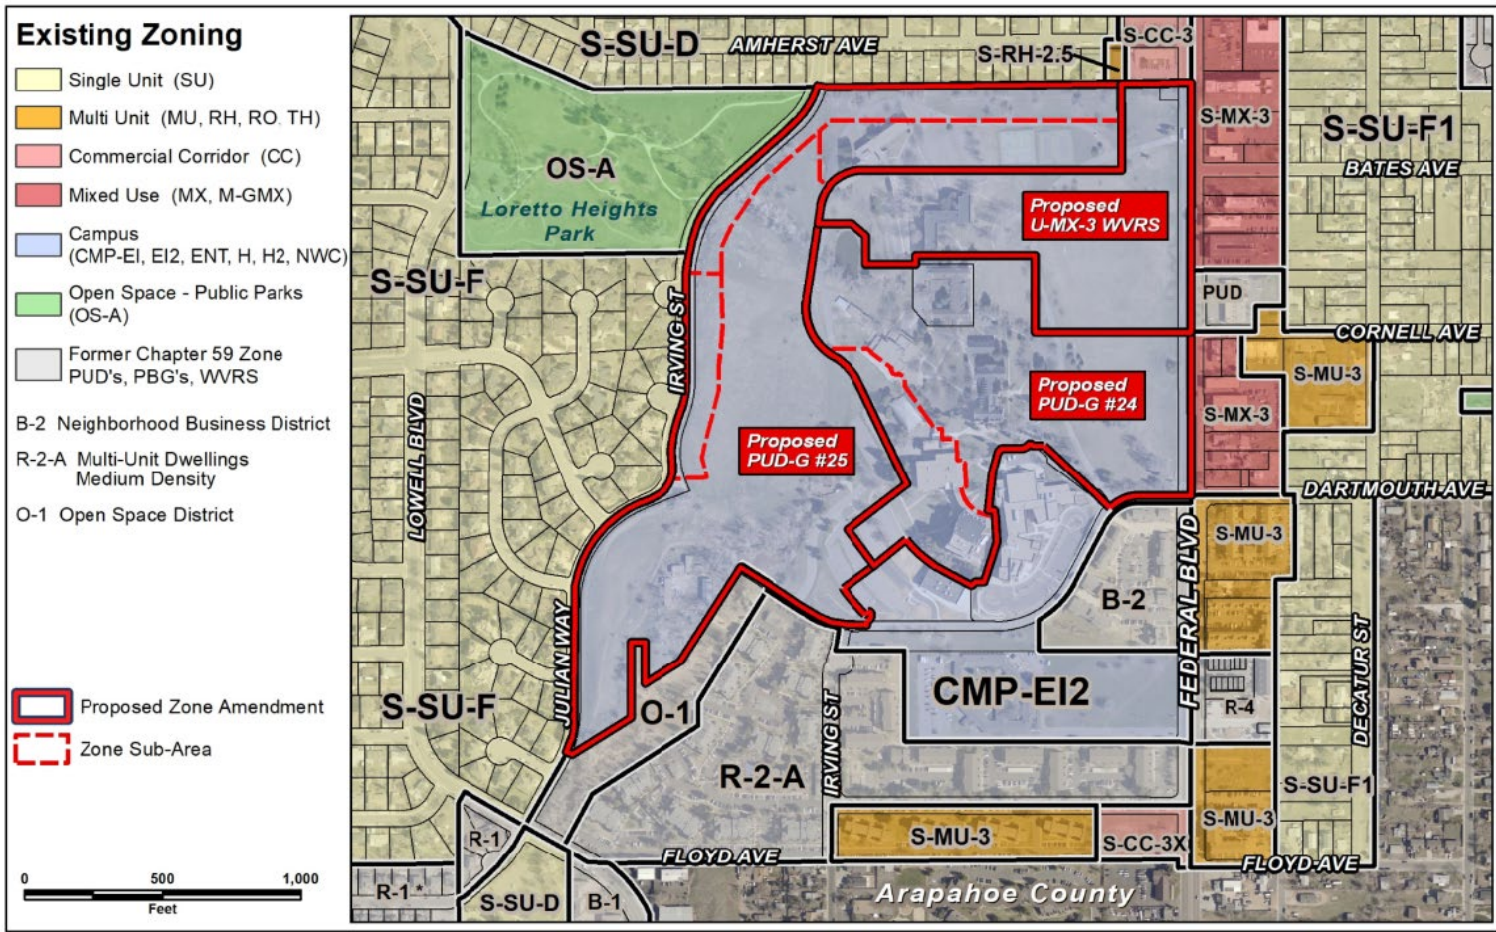 Existing Zoning
Single Unit (SU)
Multi Unit (MU, RH, RO, TH)
Commercial Corridor (CC)
Mixed Use (MX, M-GMX)
Campus
(CMP-EI, EI2, ENT, H, H2, NWC)
Open Space - Public Parks
(OS-A)
Former Chapter 59 Zone
PUD's, PBG's, WVRS
B-2 Neighborhood Business District
R-2-A Multi-Unit Dwellings
Medium Density
O-1 Open Space District
Proposed Zone Amendment
Zone Sub-Area
0 500 1,000
Feet
S-SU-D
AMHERST AVE
S-RH-2.5
S-CC-3
S-MX-3
S-SU-F1
BATES AVE
OS-A
Loretto Heights
Park
Proposed
U-MX-3 WVRS
S-SU-F
IRVING ST
PUD
CORNELL AVE
S-MU-3
Proposed
PUD-G #24
S-MX-3
LOWELL BLVD
Proposed
PUD-G #25
DARTMOUTH AVE
S-MU-3
FEDERAL BLVD
B-2
JULIAN WAY
DECATUR ST
S-SU-F
O-1
CMP-EI2
R-4
R-2-A
IRVING ST
S-SU-F1
S-MU-3
S-MU-3
S-CC-3X
R-1
FLOYD AVE
FLOYD AVE
R-1 *
S-SU-D
B-1
Arapahoe County